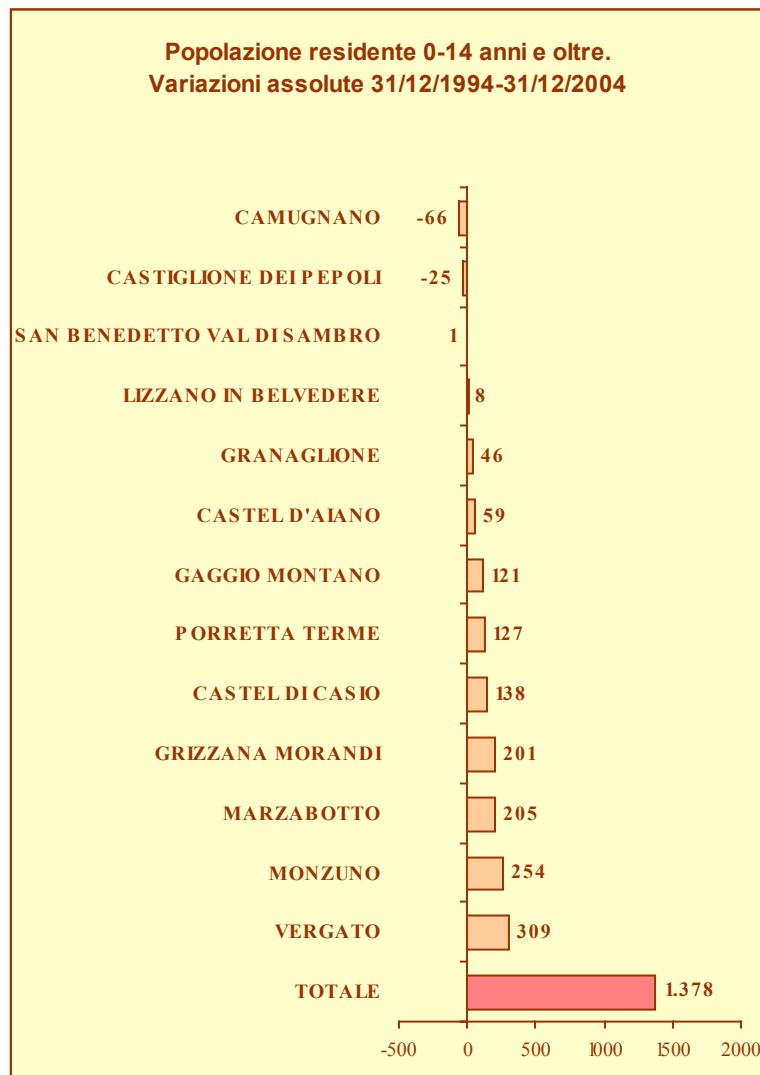 Popolazione residente 0-14 anni e oltre.
Variazioni assolute 31/12/1994-31/12/2004
CAMUGNANO -66
CASTIGLIONE DEI PEPOLI -25
SAN BENEDETTO VAL DI SAMBRO 1
LIZZANO IN BELVEDERE 8
GRANAGLIONE 46
CASTEL D'AIANO 59
GAGGIO MONTANO 121
PORRETTA TERME 127
CASTEL DI CASIO 138
GRIZZANA MORANDI 201
MARZABOTTO 205
MONZUNO 254
VERGATO 309
TOTALE 1.378
-500 0 500 1000 1500 2000